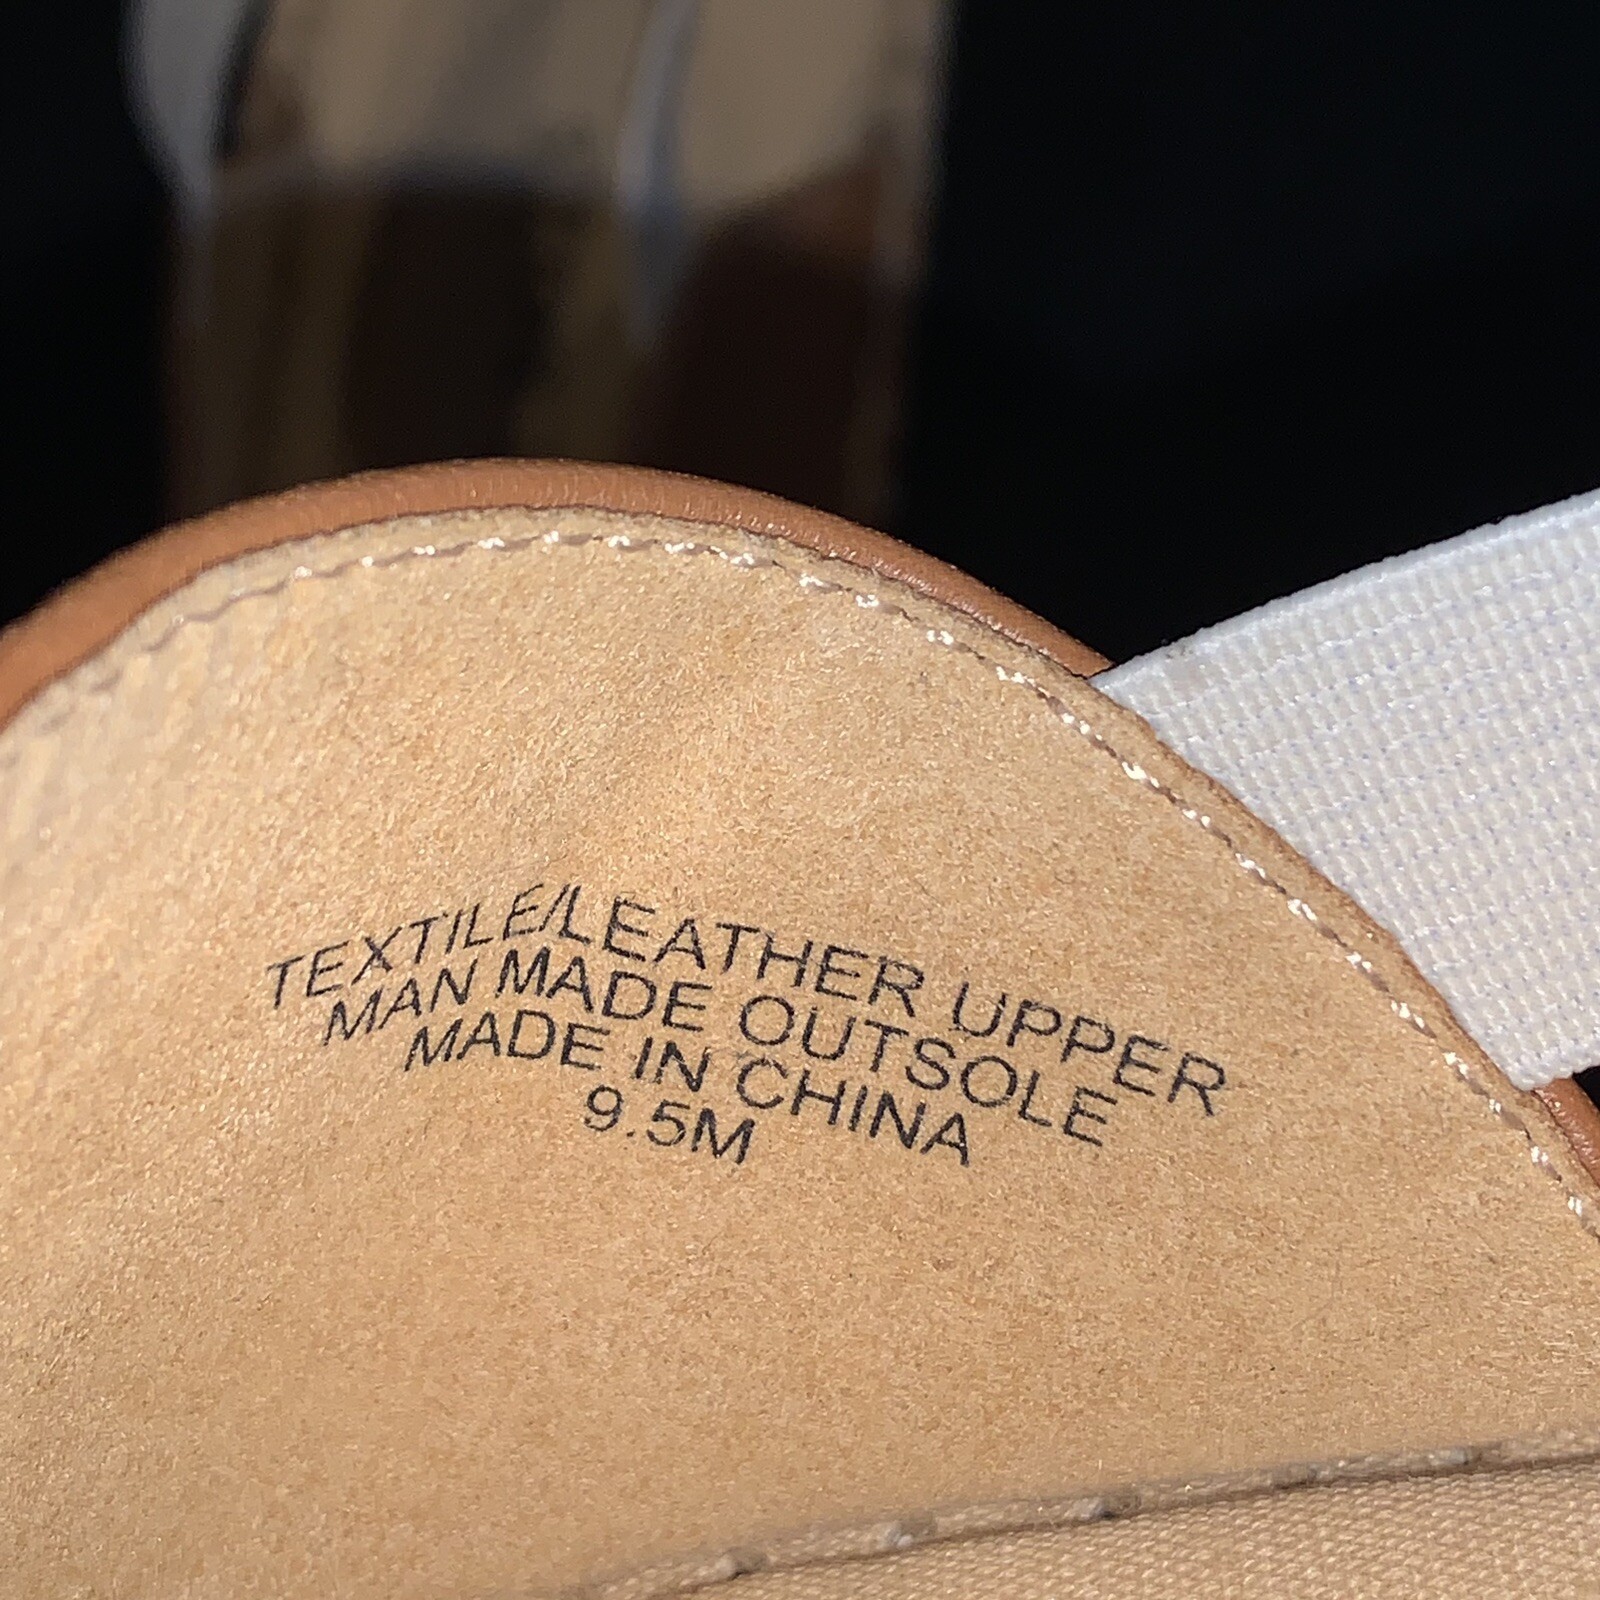 TEXTILE/LEATHER UPPER
MAN MADE OUTSOLE
MADE IN CHINA
9.5M